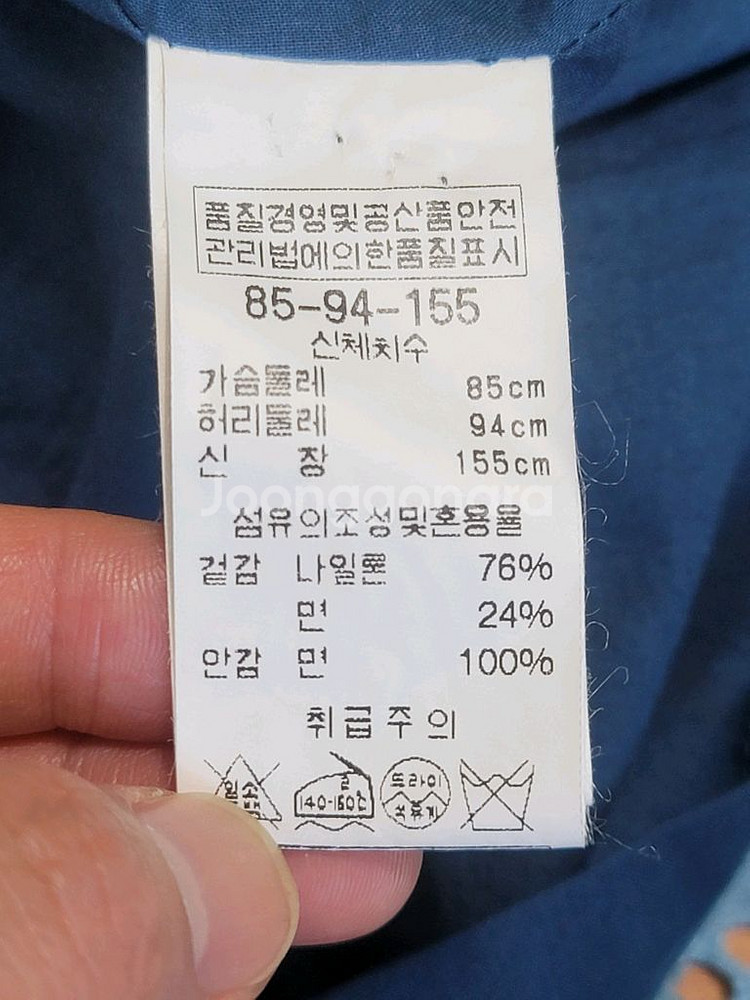 품질경영및공산품안전
관리법에의한품질표시
85-94-155
신체치수
가슴둘레 85cm
허리둘레 94cm
신 장 155cm
Joonggonara
섬유의조성및혼용율
겉감 나일론 76%
면 24%
안감 면 100%
취급주의
140-160℃
드라이
석유계